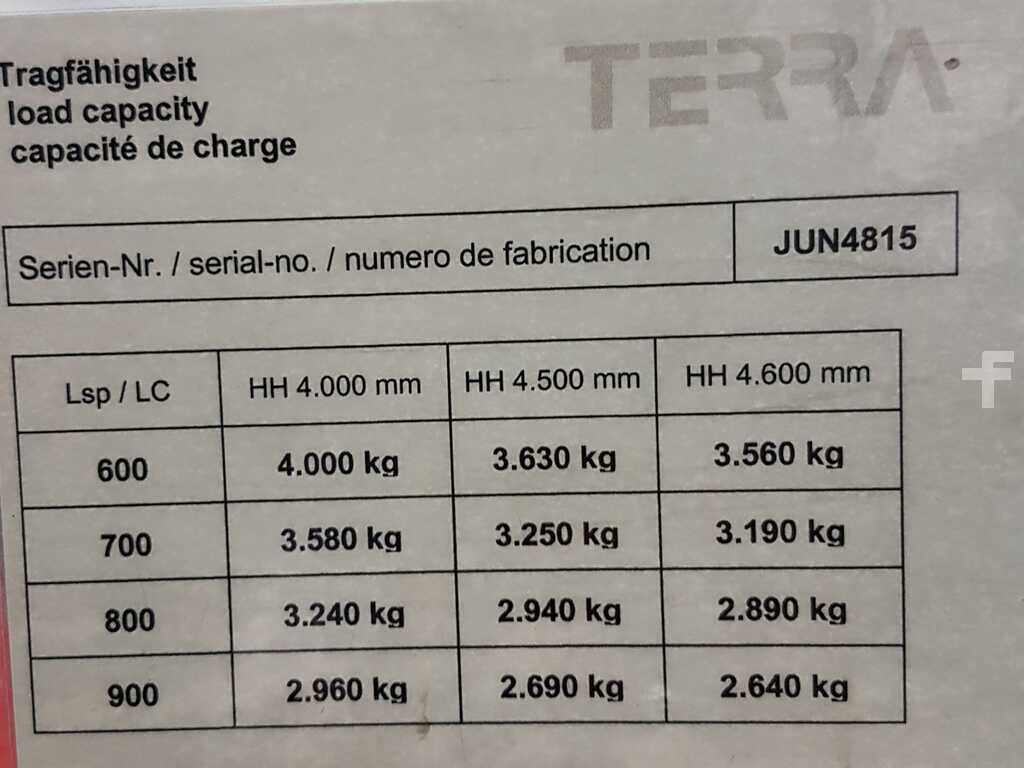 TERRA
Tragfähigkeit
load capacity
capacité de charge
Serien-Nr. / serial-no. / numero de fabrication JUN4815
Lsp / LC HH 4.000 mm HH 4.500 mm HH 4.600 mm
600 4.000 kg 3.630 kg 3.560 kg
700 3.580 kg 3.250 kg 3.190 kg
800 3.240 kg 2.940 kg 2.890 kg
900 2.960 kg 2.690 kg 2.640 kg